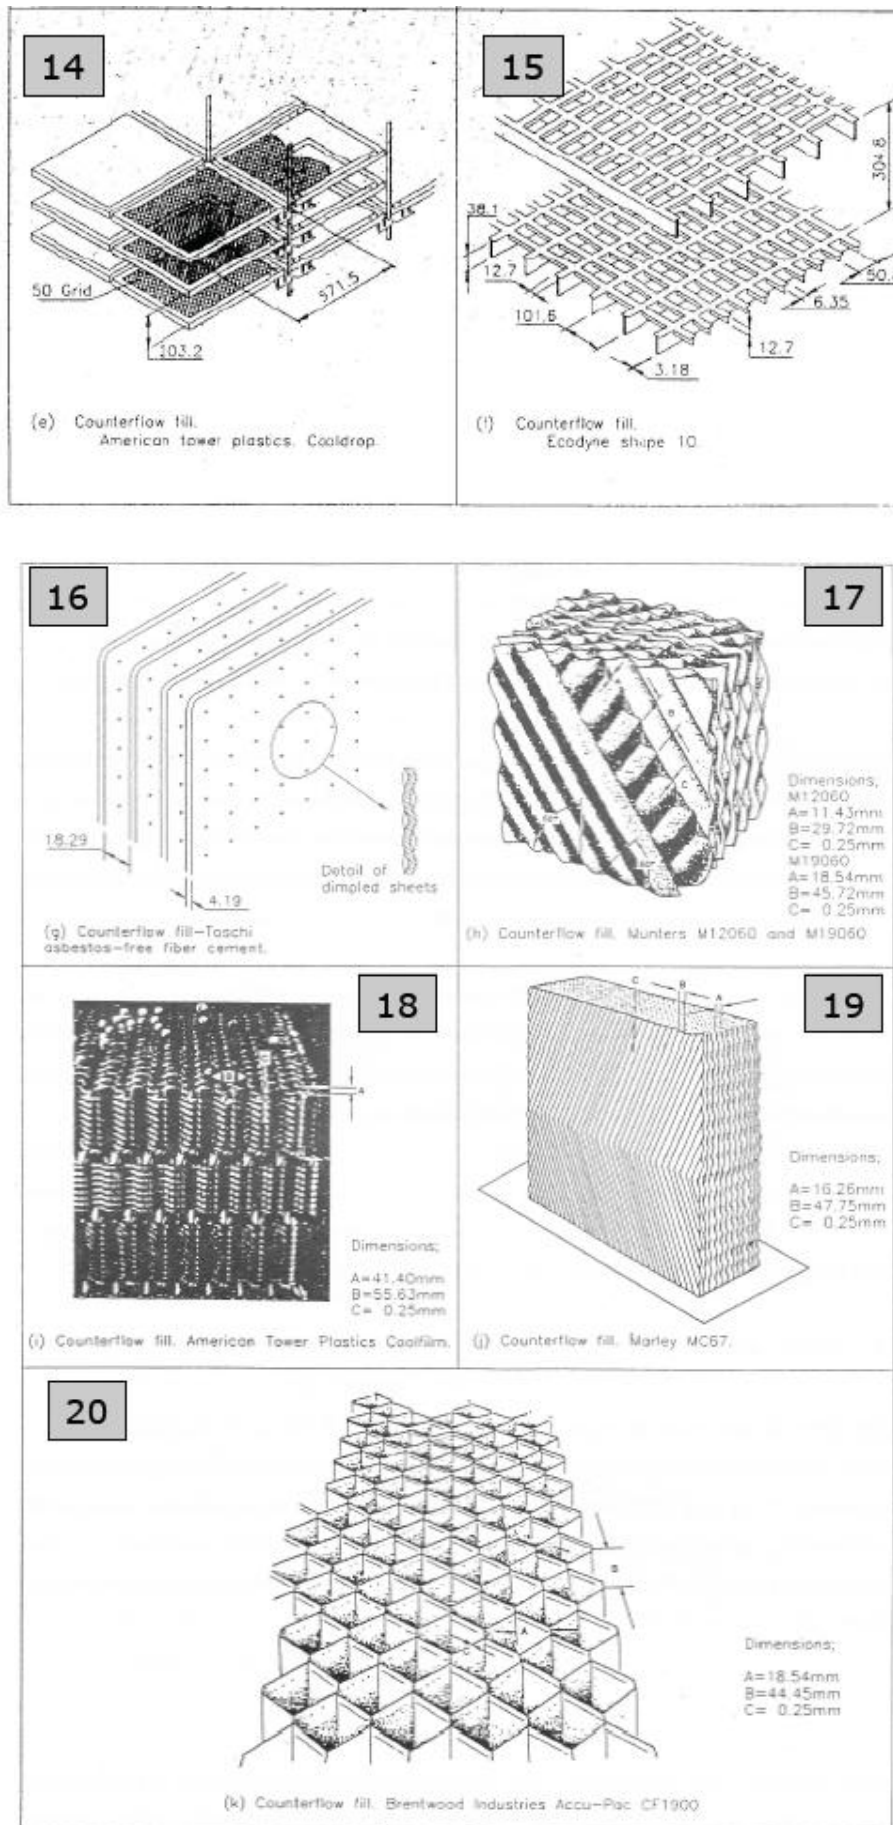 14
50 Grid
971.5
103.2
(e) Counterflow fill.
American tower plastics. Cooldrop.
15
304.8
38.1
12.7
101.6
3.18
12.7
6.35
50.
(f) Counterflow fill.
Ecodyne shape 10.
16
18.29
4.19
Detail of
dimpled sheets
(g) Counterflow fill-Toschi
asbestos-free fiber cement.
17
B
C
Dimensions;
M12060
A=11.43mm
B=29.72mm
C= 0.25mm
M19060
A=18.54mm
B=45.72mm
C= 0.25mm
(h) Counterflow fill. Munters M12060 and M19060
18
A
Dimensions;
A=41.40mm
B=55.63mm
C= 0.25mm
(i) Counterflow fill. American Tower Plastics Coolfilm.
19
C
B
A
Dimensions;
A=16.26mm
B=47.75mm
C= 0.25mm
(j) Counterflow fill. Marley MC67.
20
B
A
C
Dimensions;
A=18.54mm
B=44.45mm
C= 0.25mm
(k) Counterflow fill. Brentwood Industries Accu-Pac CF1900